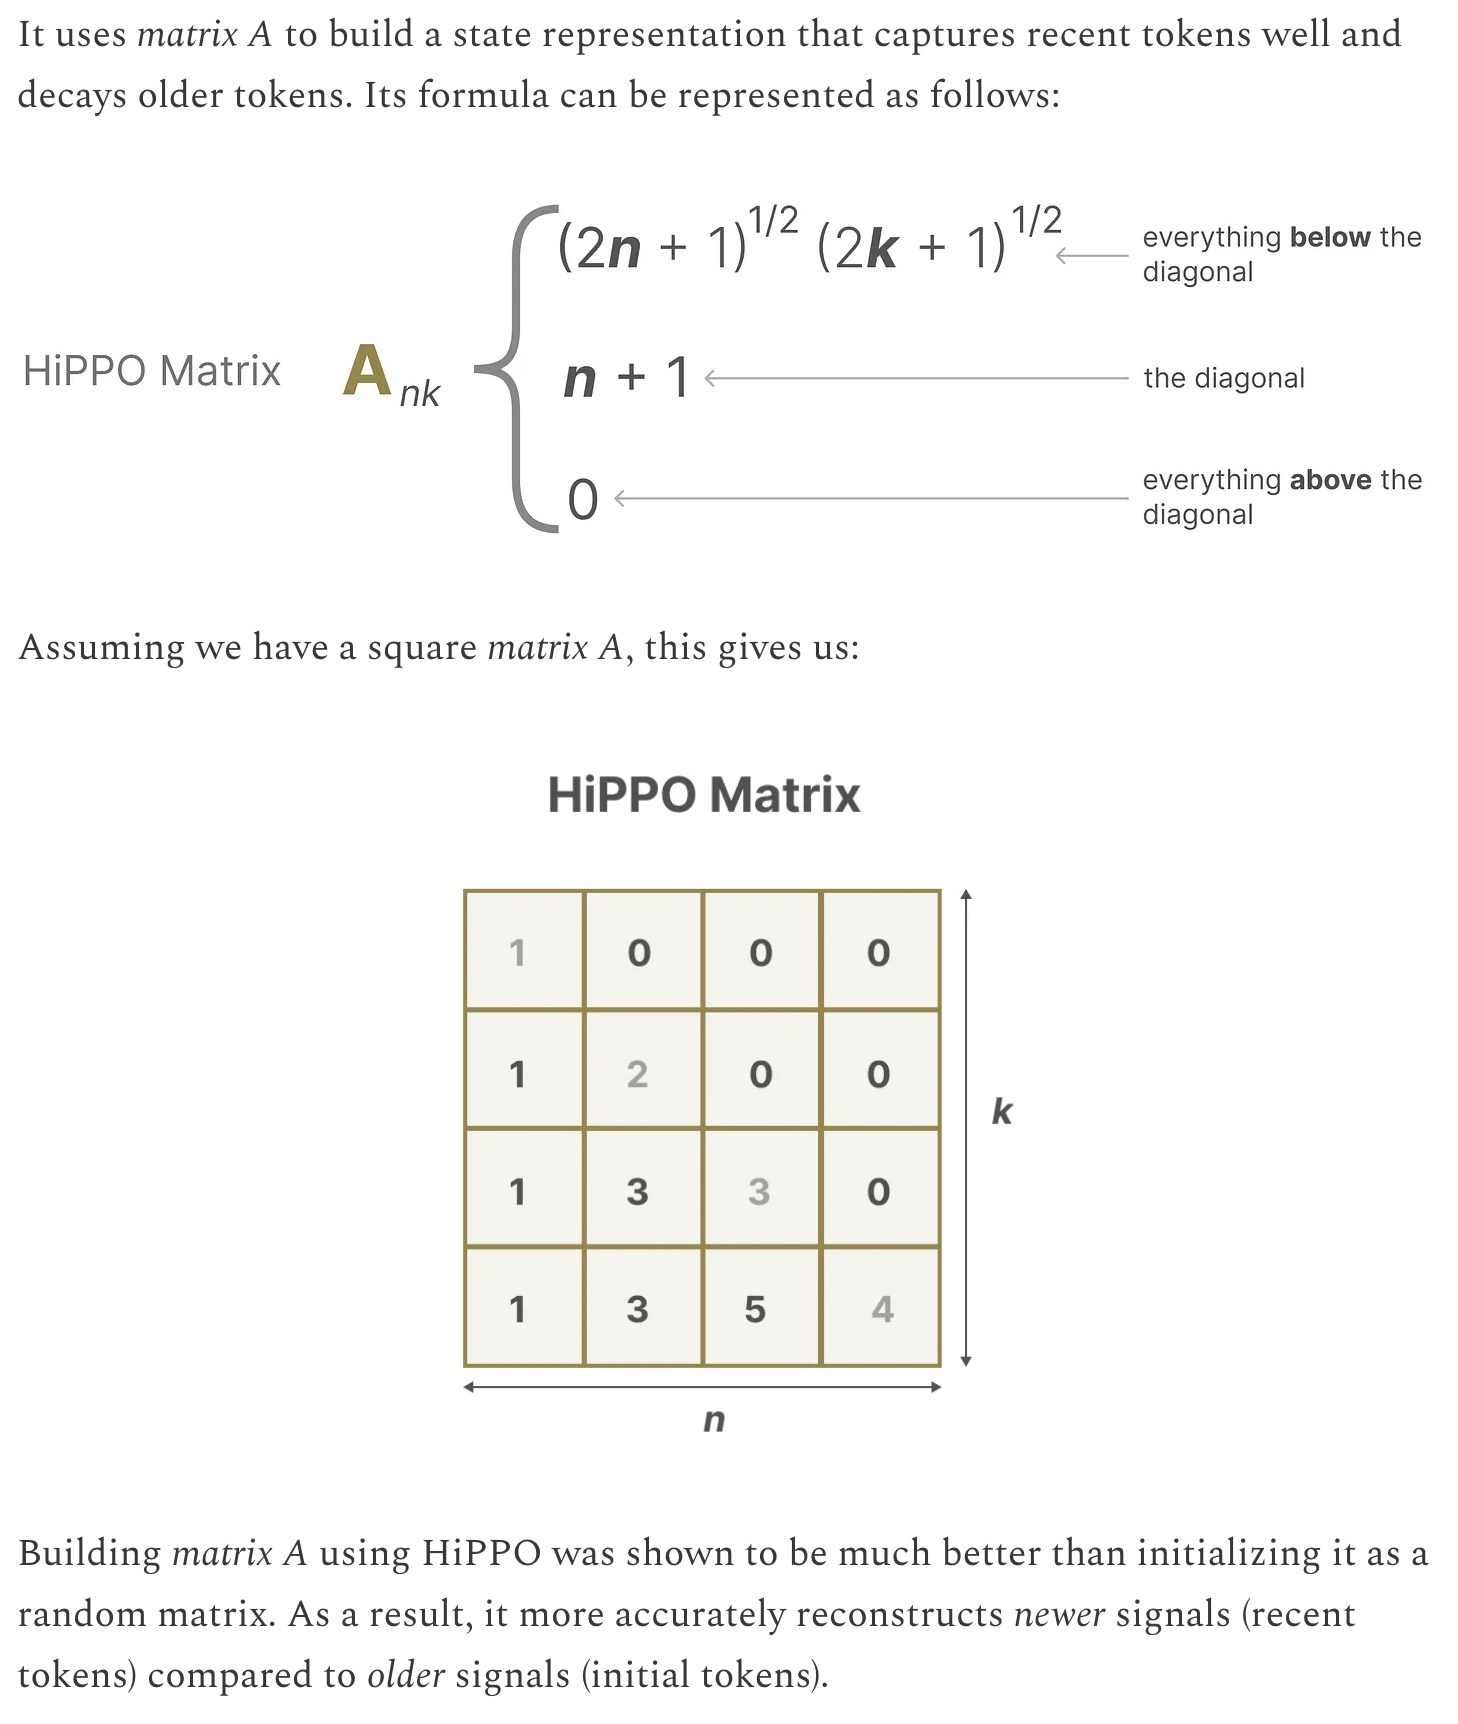 It uses matrix A to build a state representation that captures recent tokens well and
decays older tokens. Its formula can be represented as follows:
(2n + 1)^1/2 (2k + 1)^1/2
everything below the
diagonal
HiPPO Matrix A nk
n + 1
the diagonal
0
everything above the
diagonal
Assuming we have a square matrix A, this gives us:
HiPPO Matrix
1 0 0 0
1 2 0 0
k
1 3 3 0
1 3 5 4
n
Building matrix A using HiPPO was shown to be much better than initializing it as a
random matrix. As a result, it more accurately reconstructs newer signals (recent
tokens) compared to older signals (initial tokens).